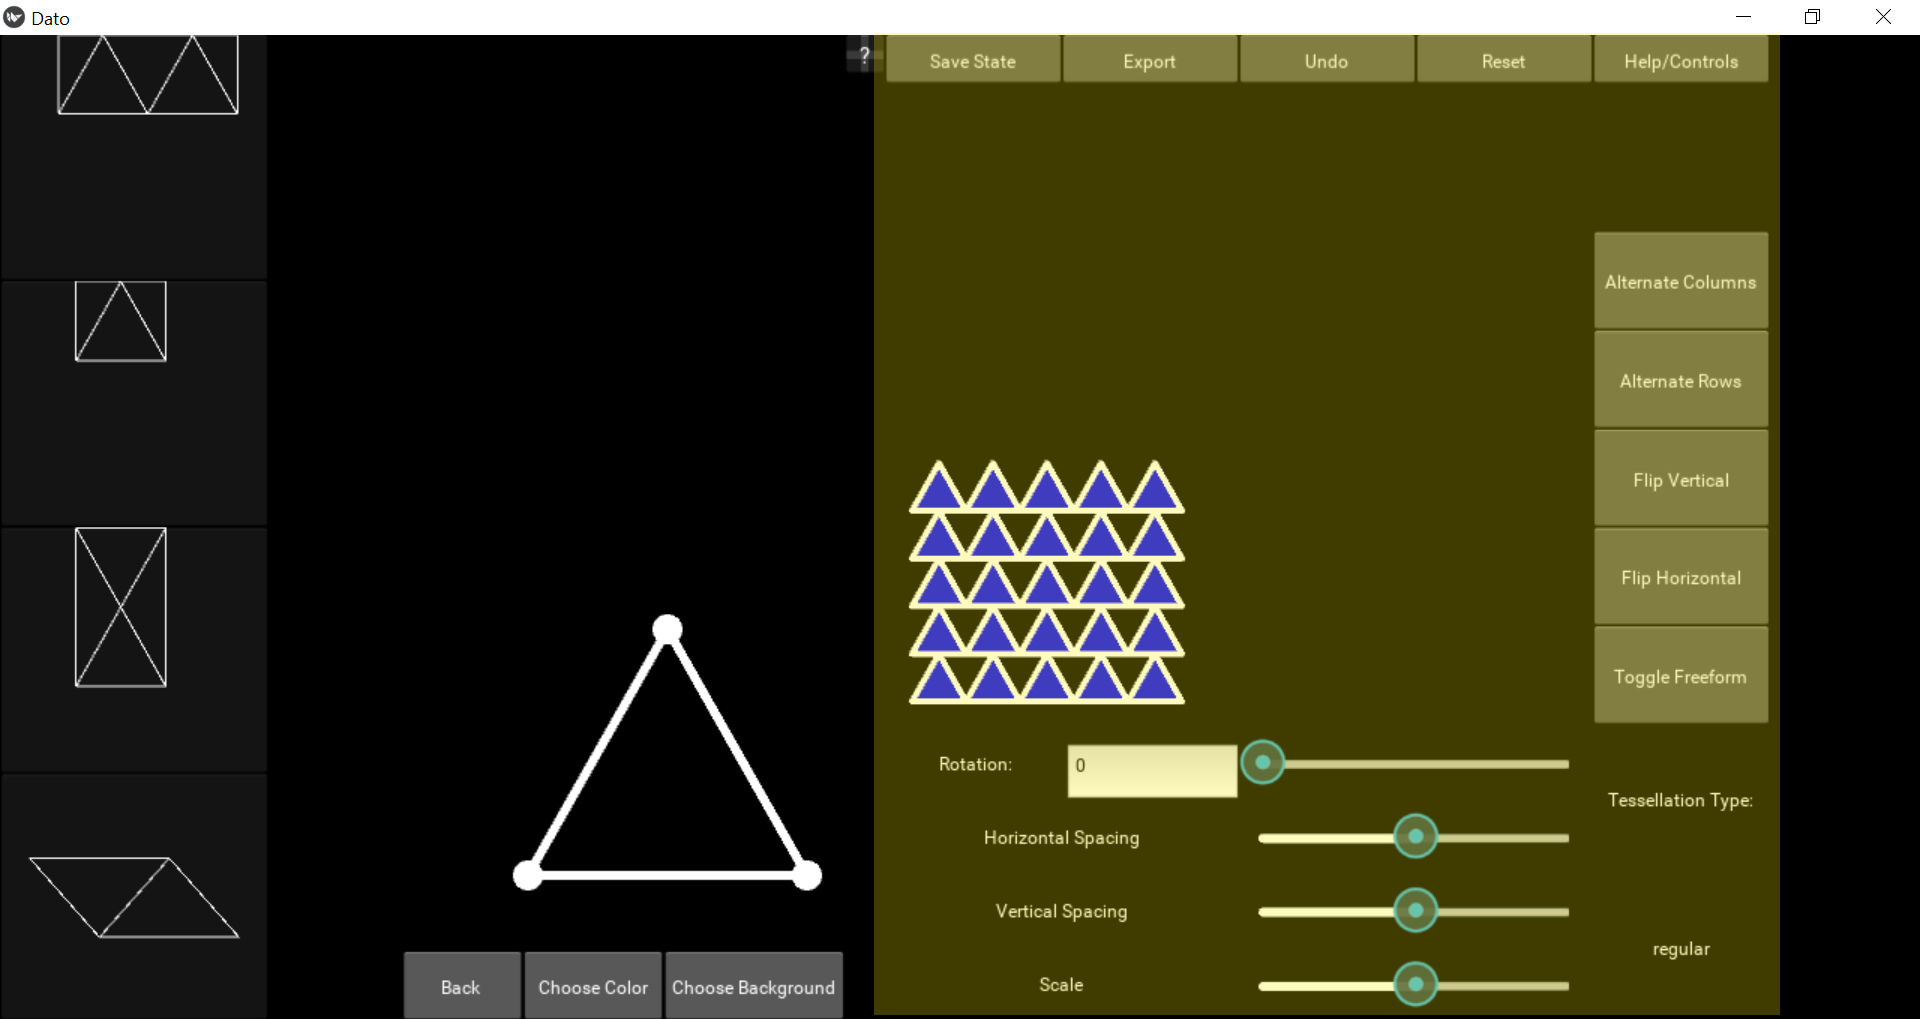 Dato
?
Save State
Export
Undo
Reset
Help/Controls
Alternate Columns
Alternate Rows
Flip Vertical
Flip Horizontal
Toggle Freeform
Rotation:
0
Tessellation Type:
Horizontal Spacing
Vertical Spacing
regular
Scale
Back
Choose Color
Choose Background